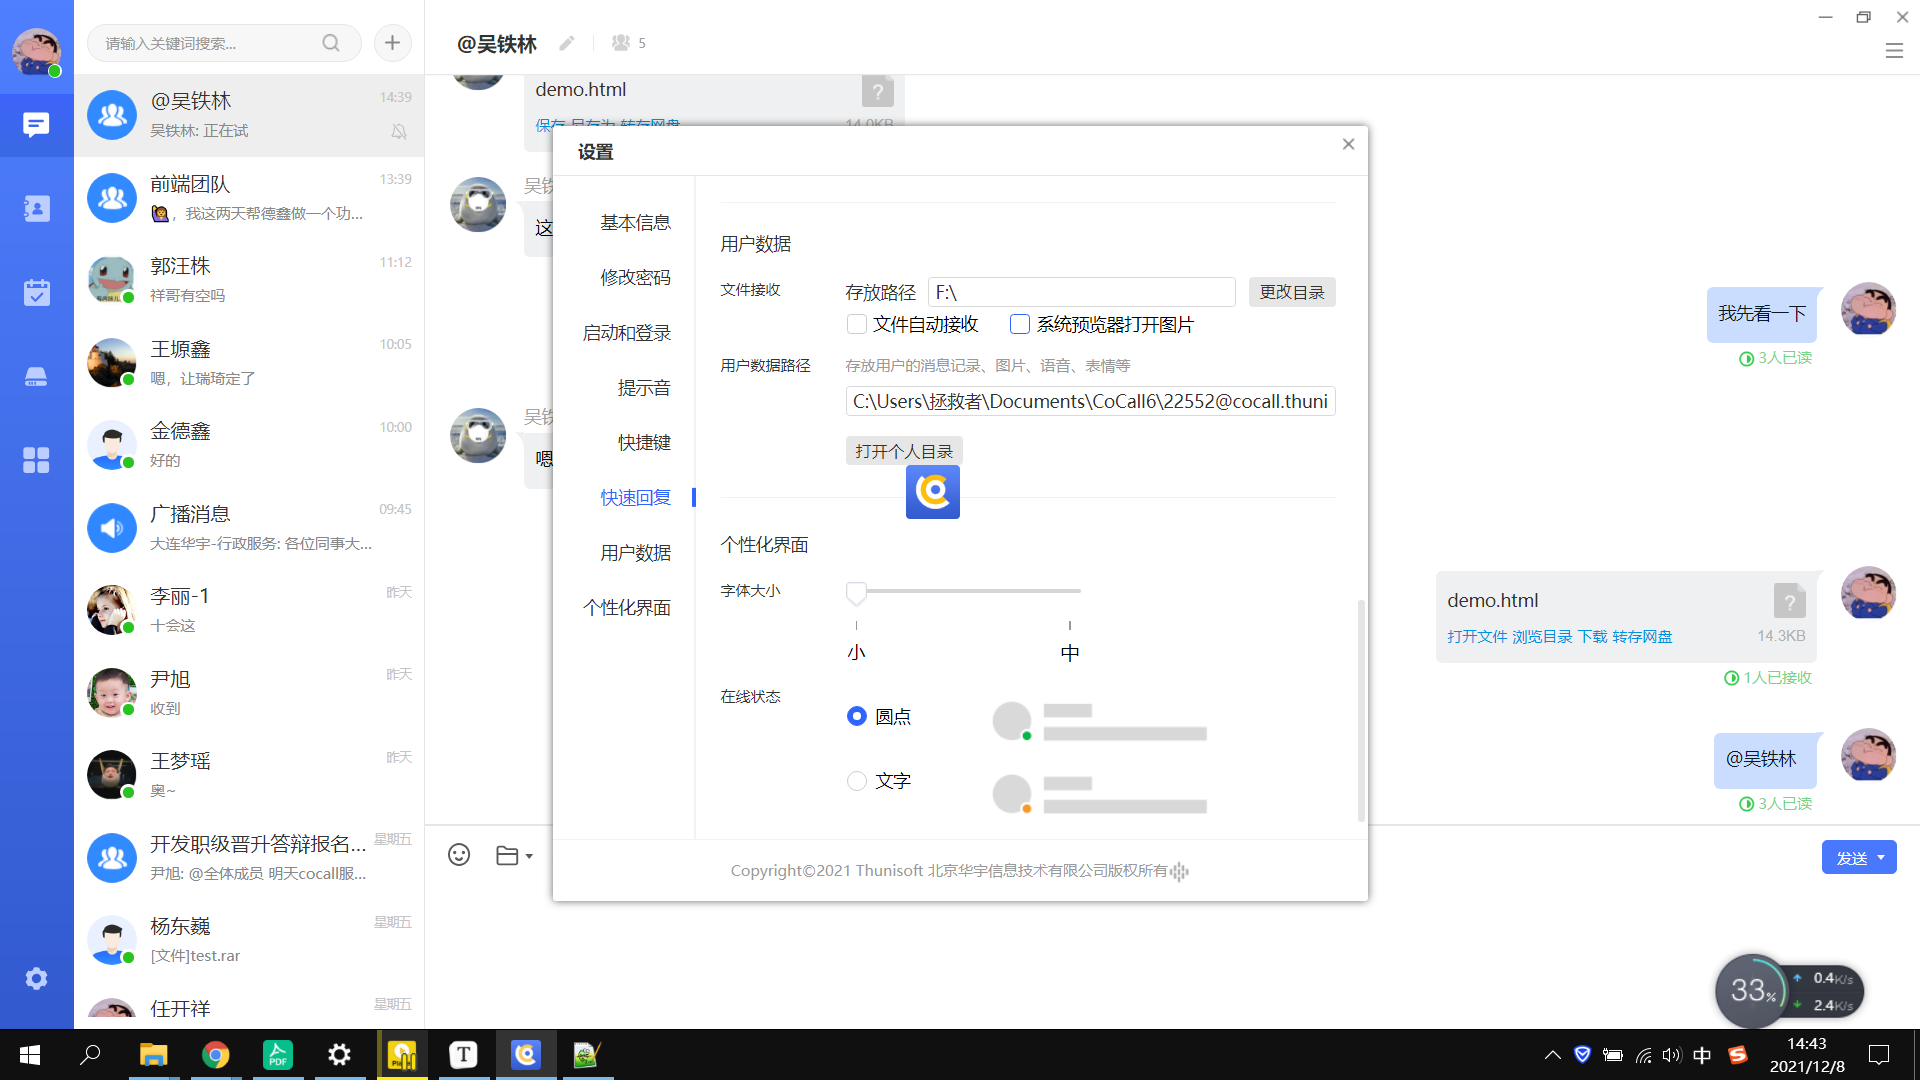 请输入关键词搜索...
@吴铁林 14:39
吴铁林: 正在试
前端团队 13:39
，我这两天帮德鑫做一个功...
郭汪株 11:12
祥哥有空吗
王塬鑫 10:05
嗯，让瑞琦定了
金德鑫 10:00
好的
广播消息 09:45
大连华宇-行政服务: 各位同事大...
李丽-1 昨天
十会这
尹旭 昨天
收到
王梦瑶 昨天
奥~
开发职级晋升答辩报名... 星期五
尹旭: @全体成员 明天cocall服...
杨东巍 星期五
[文件]test.rar
任开祥 星期五
@吴铁林 5
demo.html
保存 另存为 转存网盘 14.0KB
吴铁
这
吴铁
嗯
我先看一下
3人已读
demo.html
打开文件 浏览目录 下载 转存网盘 14.3KB
1人已接收
@吴铁林
3人已读
发送
设置
基本信息
修改密码
启动和登录
提示音
快捷键
快速回复
用户数据
个性化界面
用户数据
文件接收 存放路径 F:\ 更改目录
文件自动接收 系统预览器打开图片
用户数据路径 存放用户的消息记录、图片、语音、表情等
C:\Users\拯救者\Documents\CoCall6\22552@cocall.thuni
打开个人目录
个性化界面
字体大小
小 中
在线状态
圆点
文字
Copyright©2021 Thunisoft 北京华宇信息技术有限公司版权所有
33%
0.4K/s
2.4K/s
PDF
T
中
14:43
2021/12/8